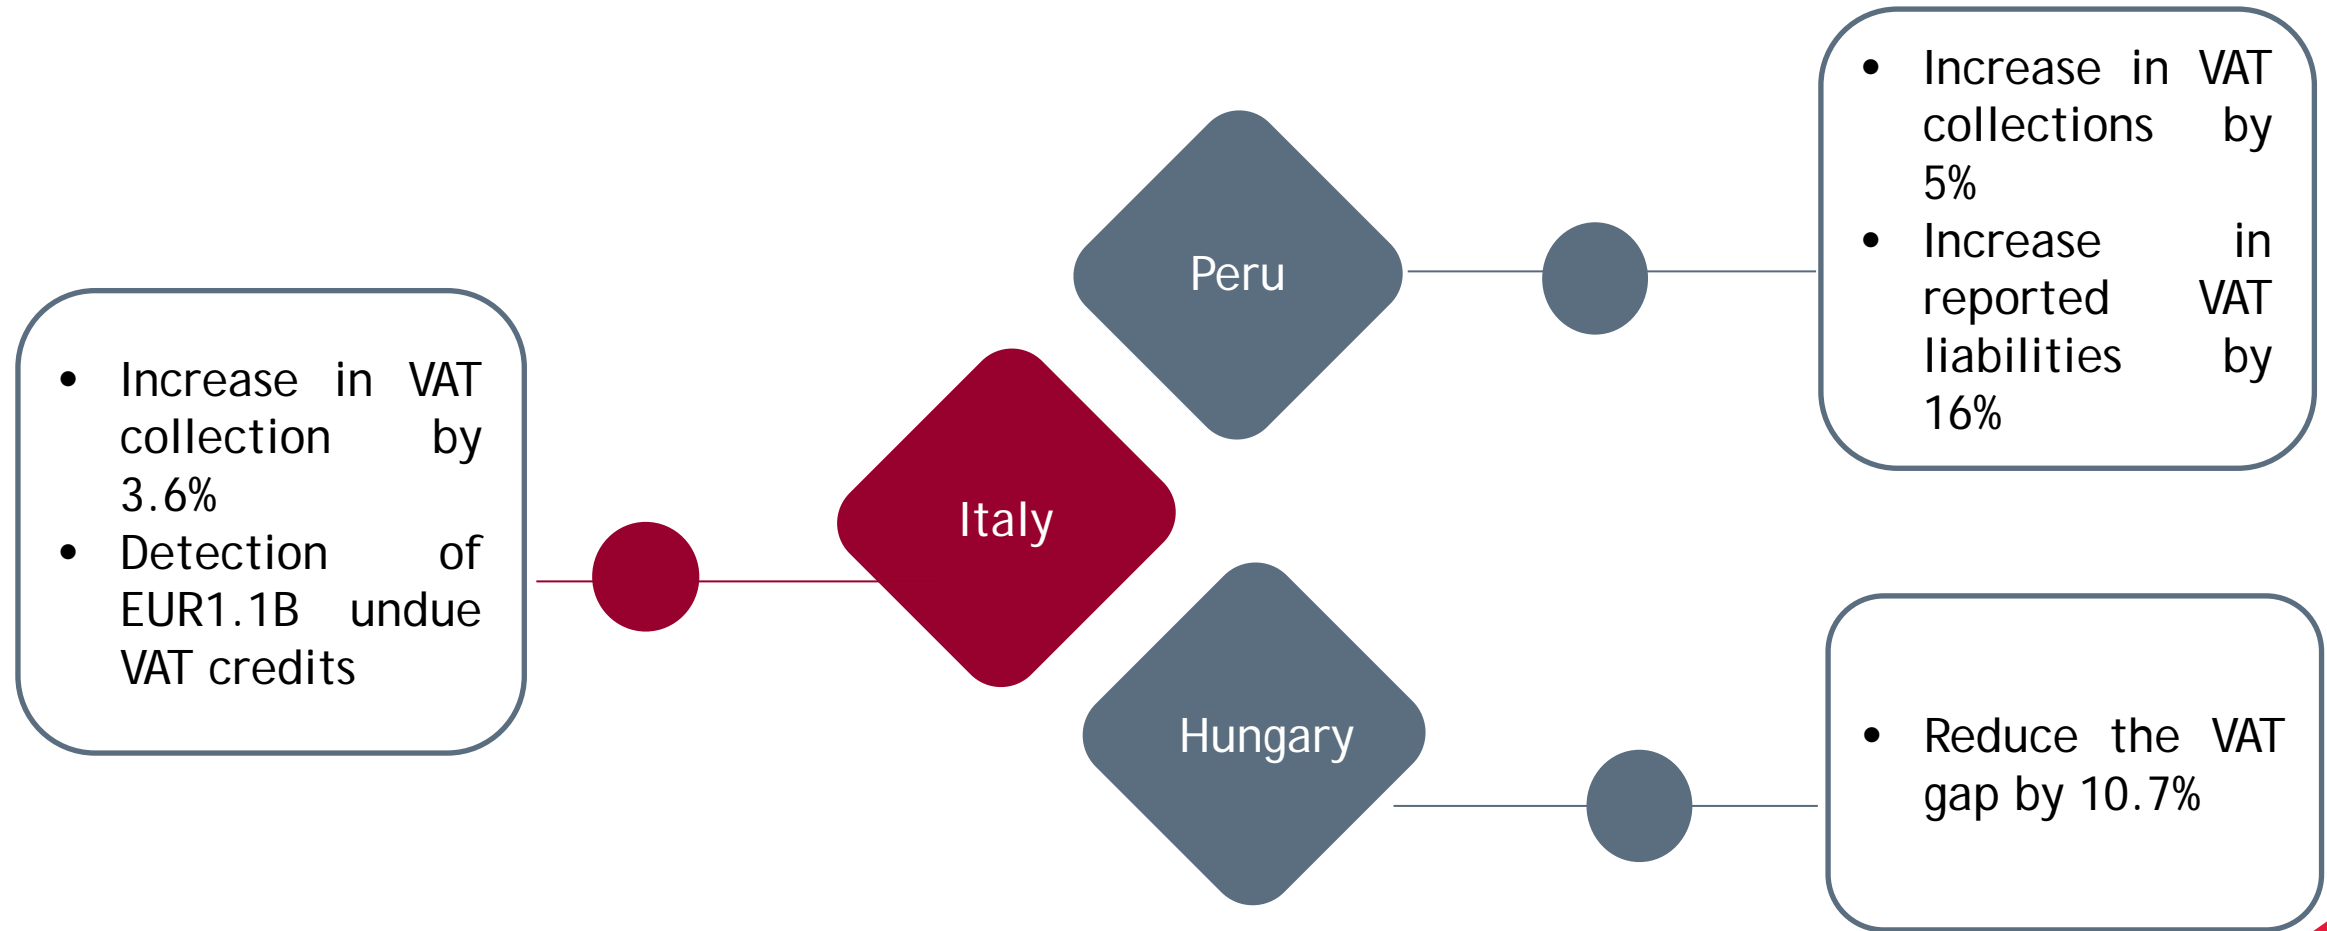 • Increase in VAT
collection by
3.6%
• Detection of
EUR1.1B undue
VAT credits
Italy
Peru
• Increase in VAT
collections by
5%
• Increase in
reported VAT
liabilities by
16%
Hungary
• Reduce the VAT
gap by 10.7%